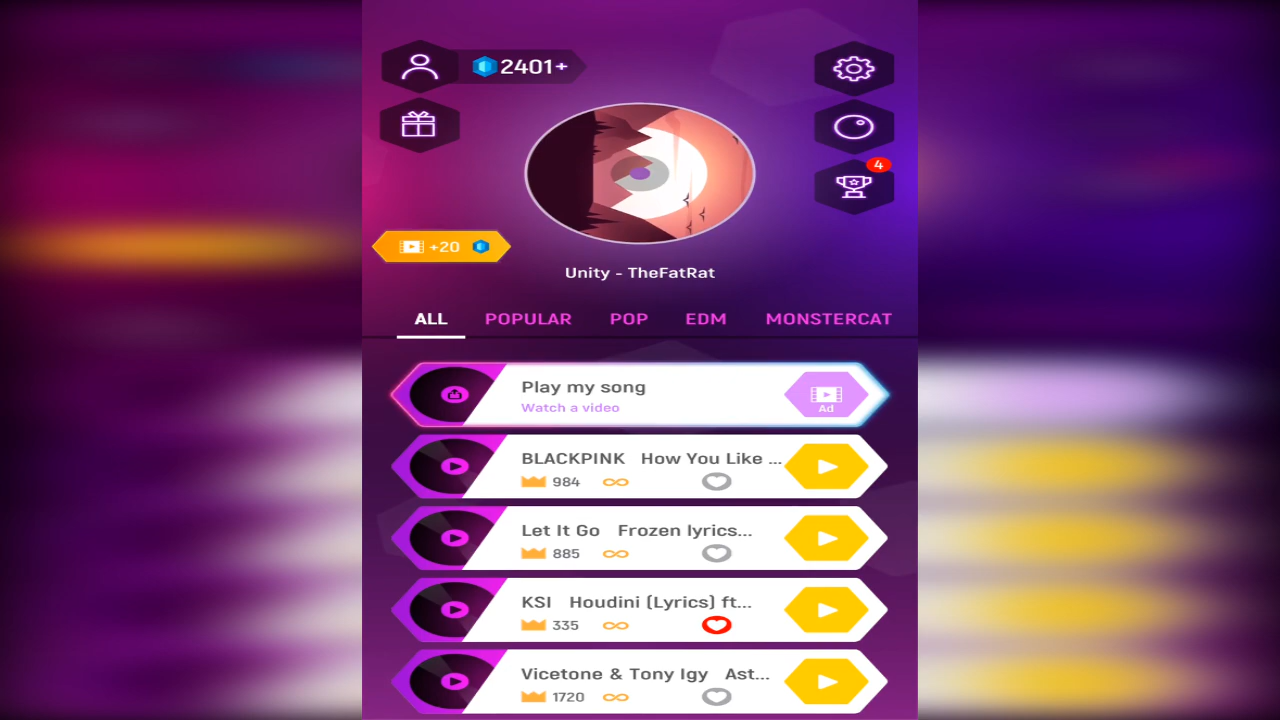 2401+
4
+20
Unity - TheFatRat
ALL POPULAR POP EDM MONSTERCAT
Play my song
Watch a video
Ad
BLACKPINK How You Like ...
984
Let It Go Frozen lyrics...
885
KSI Houdini (Lyrics) ft...
335
Vicetone & Tony Igy Ast...
1720